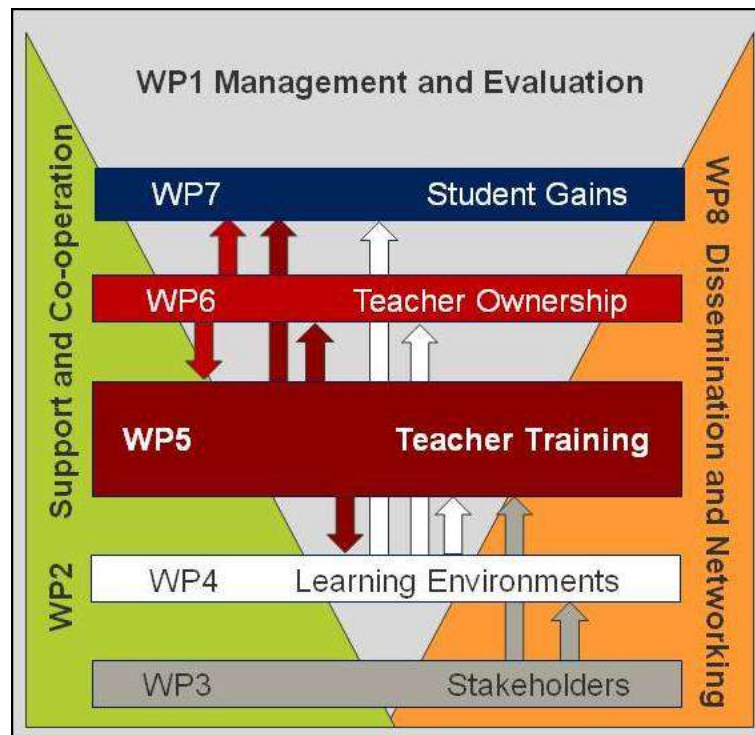 WP1 Management and Evaluation
WP7 Student Gains
WP6 Teacher Ownership
WP5 Teacher Training
WP4 Learning Environments
WP3 Stakeholders
WP2 Support and Co-operation
WP8 Dissemination and Networking